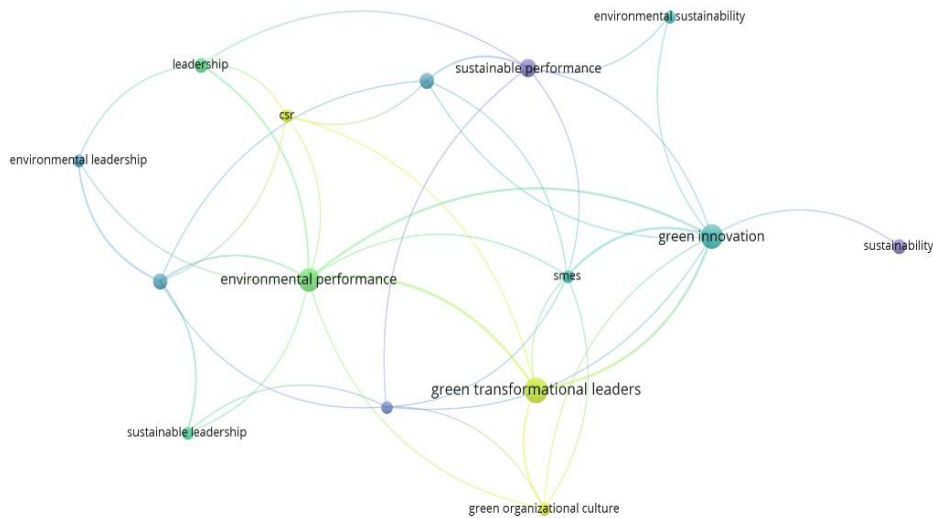 environmental sustainability
leadership
sustainable performance
csr
environmental leadership
green innovation
sustainability
smes
environmental performance
green transformational leaders
sustainable leadership
green organizational culture